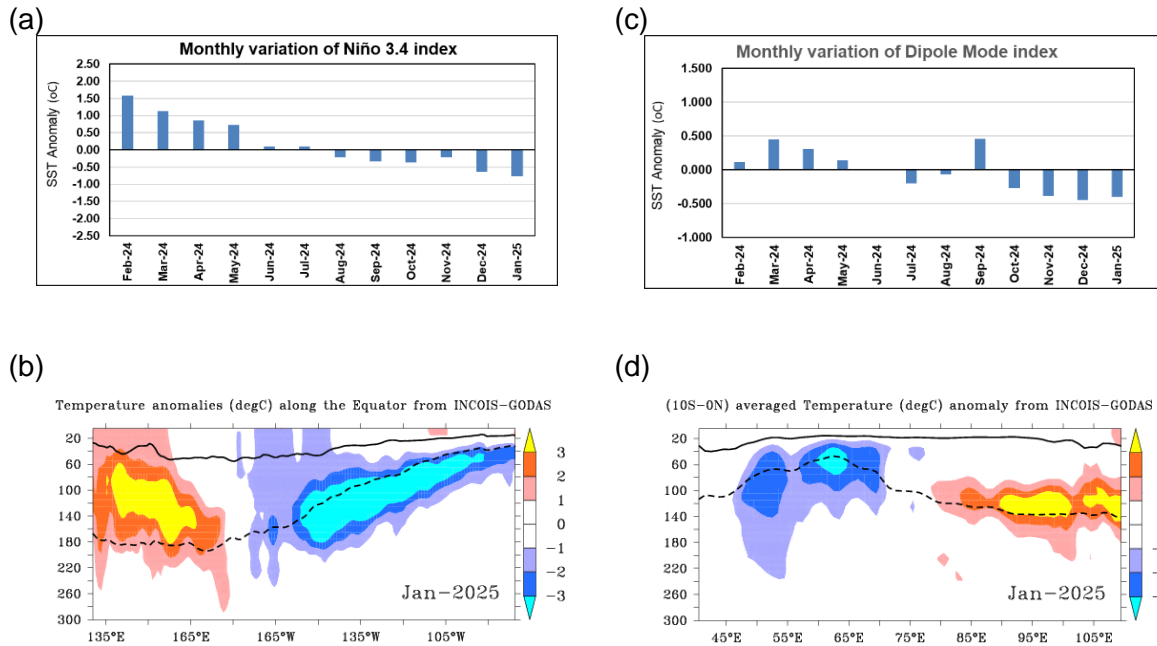 (a)
Monthly variation of Niño 3.4 index
SST Anomaly (oC)
2.50
2.00
1.50
1.00
0.50
0.00
-0.50
-1.00
-1.50
-2.00
-2.50
Feb-24
Mar-24
Apr-24
May-24
Jun-24
Jul-24
Aug-24
Sep-24
Oct-24
Nov-24
Dec-24
Jan-25
(c)
Monthly variation of Dipole Mode index
SST Anomaly (oC)
1.500
1.000
0.500
0.000
-0.500
-1.000
Feb-24
Mar-24
Apr-24
May-24
Jun-24
Jul-24
Aug-24
Sep-24
Oct-24
Nov-24
Dec-24
Jan-25
(b)
Temperature anomalies (degC) along the Equator from INCOIS-GODAS
20
60
100
140
180
220
260
300
135°E
165°E
165°W
135°W
105°W
Jan-2025
3
2
1
0
−1
−2
−3
(d)
(10S-0N) averaged Temperature (degC) anomaly from INCOIS-GODAS
20
60
100
140
180
220
260
300
45°E
55°E
65°E
75°E
85°E
95°E
105°E
Jan-2025
3
2
1
0
−
−
−